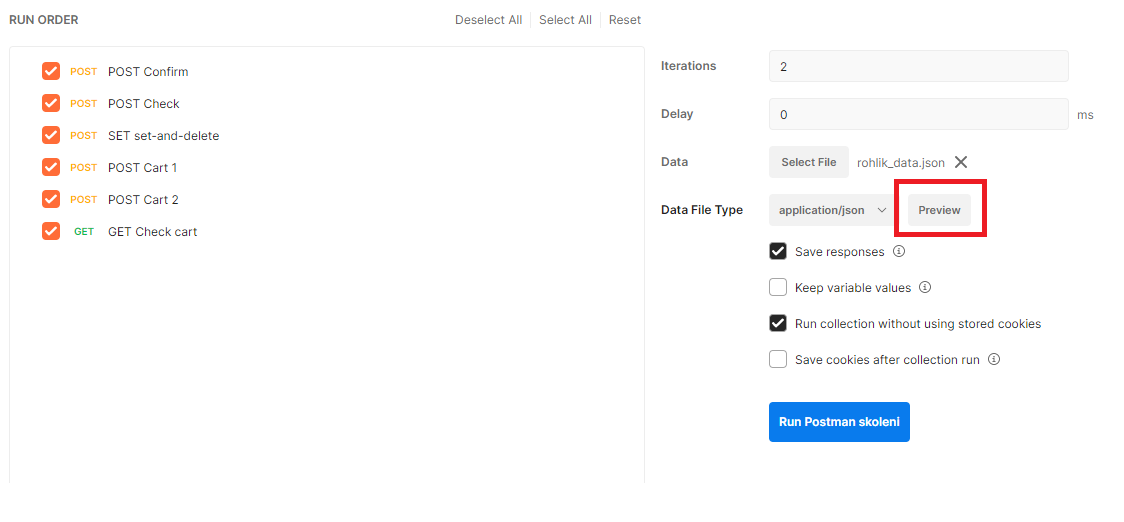 RUN ORDER
Deselect All
Select All
Reset
POST POST Confirm
POST POST Check
POST SET set-and-delete
POST POST Cart 1
POST POST Cart 2
GET GET Check cart
Iterations 2
Delay 0 ms
Data Select File rohlik_data.json
Data File Type application/json Preview
Save responses
Keep variable values
Run collection without using stored cookies
Save cookies after collection run
Run Postman skoleni